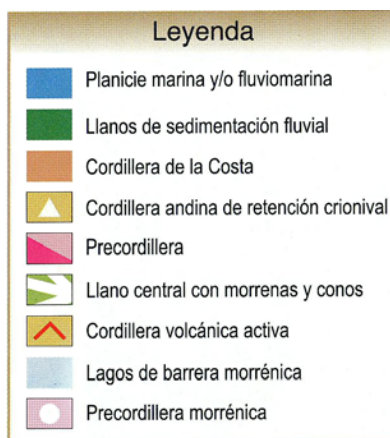 Leyenda
Planicie marina y/o fluviomarina
Llanos de sedimentación fluvial
Cordillera de la Costa
Cordillera andina de retención crionival
Precordillera
Llano central con morrenas y conos
Cordillera volcánica activa
Lagos de barrera morrénica
Precordillera morrénica